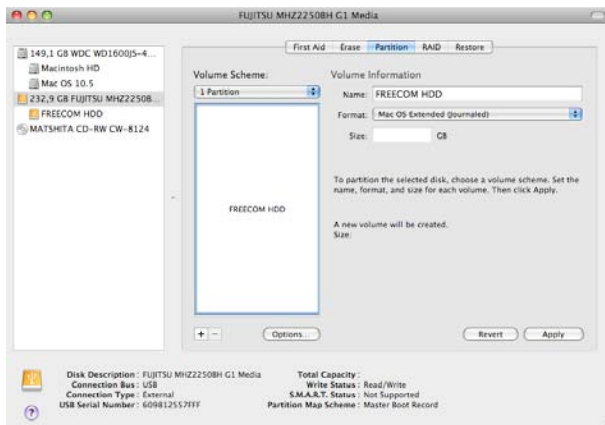 FUJITSU MHZ2250BH G1 Media
First Aid Erase Partition RAID Restore
149,1 GB WDC WD1600JS-4...
Macintosh HD
Mac OS 10.5
232,9 GB FUJITSU MHZ2250B...
FREECOM HDD
MATSHITA CD-RW CW-8124
Volume Scheme:
1 Partition
FREECOM HDD
+ − Options...
Volume Information
Name: FREECOM HDD
Format: Mac OS Extended (Journaled)
Size: GB
To partition the selected disk, choose a volume scheme. Set the
name, format, and size for each volume. Then click Apply.
A new volume will be created.
Size:
Revert Apply
Disk Description : FUJITSU MHZ2250BH G1 Media
Connection Bus : USB
Connection Type : External
USB Serial Number : 609812557FFF
Total Capacity :
Write Status : Read/Write
S.M.A.R.T. Status : Not Supported
Partition Map Scheme : Master Boot Record
?